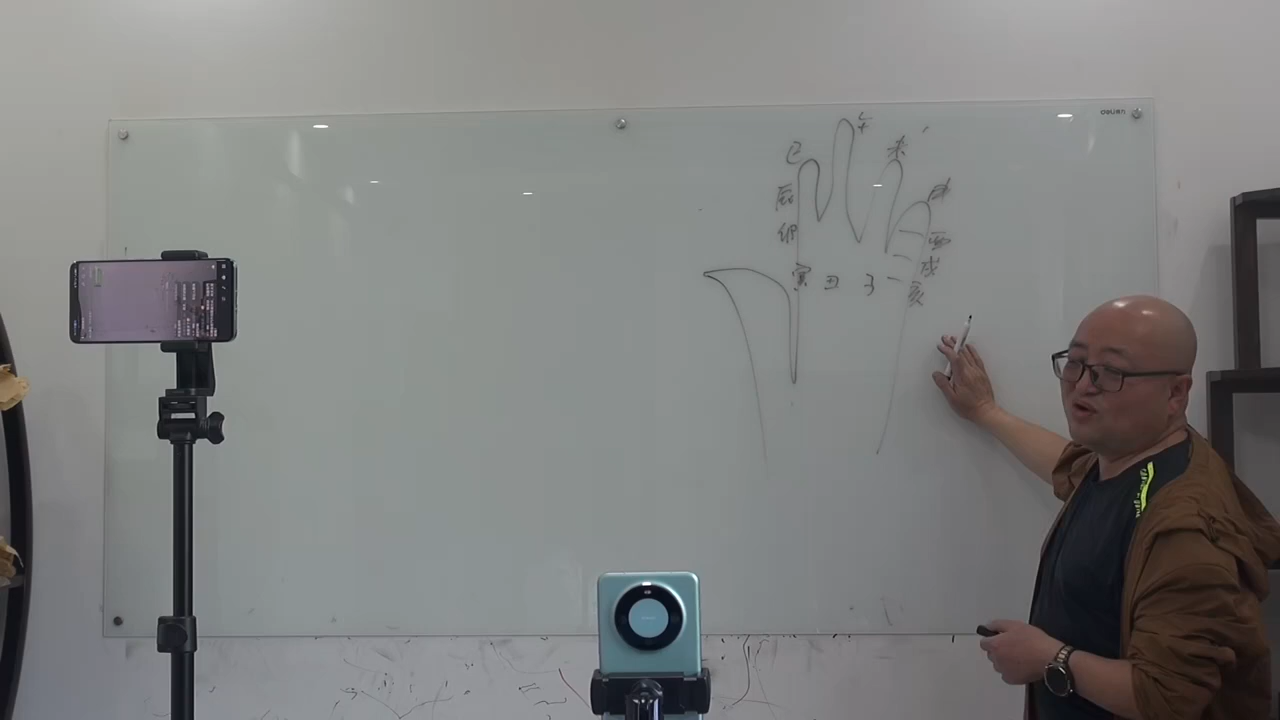 午
巳
未
辰
申
卯
酉
戌
寅 丑 子
亥